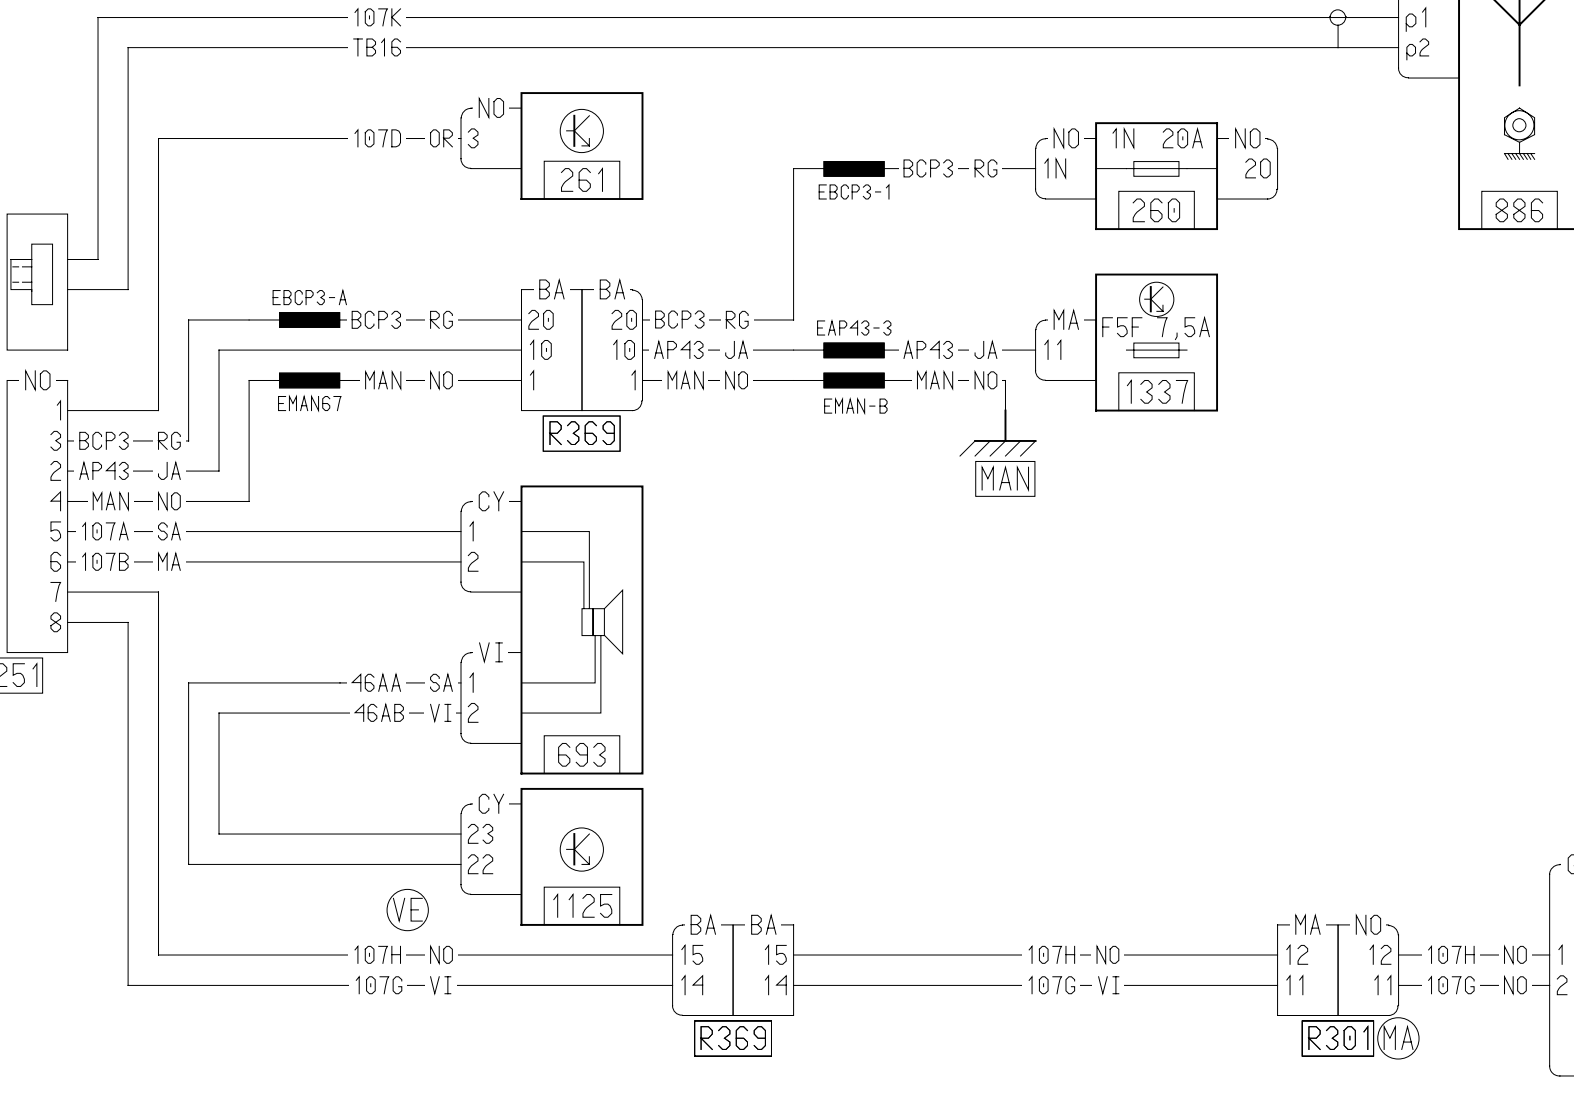 107K
p1
TB16
p2
NO
107D OR 3
261
NO 1N 20A NO
EBCP3-1
BCP3 RG 1N 20
260
886
EBCP3-A
BA BA
BCP3 RG 20 20 BCP3 RG
EAP43-3
MA
F5F 7,5A
10 10 AP43 JA AP43 JA 11
NO
MAN NO 1 1 MAN NO MAN NO
1337
EMAN67
EMAN-B
1
R369
3 BCP3 RG
2 AP43 JA
MAN
4 MAN NO
CY
5 107A SA 1
6 107B MA 2
7
8
VI
251
46AA SA 1
46AB VI 2
693
CY
23
22
VE
1125
BA BA
MA NO
107H NO 15 15 107H NO 12 12 107H NO 1
107G VI 14 14 107G VI 11 11 107G NO 2
R369
R301 MA